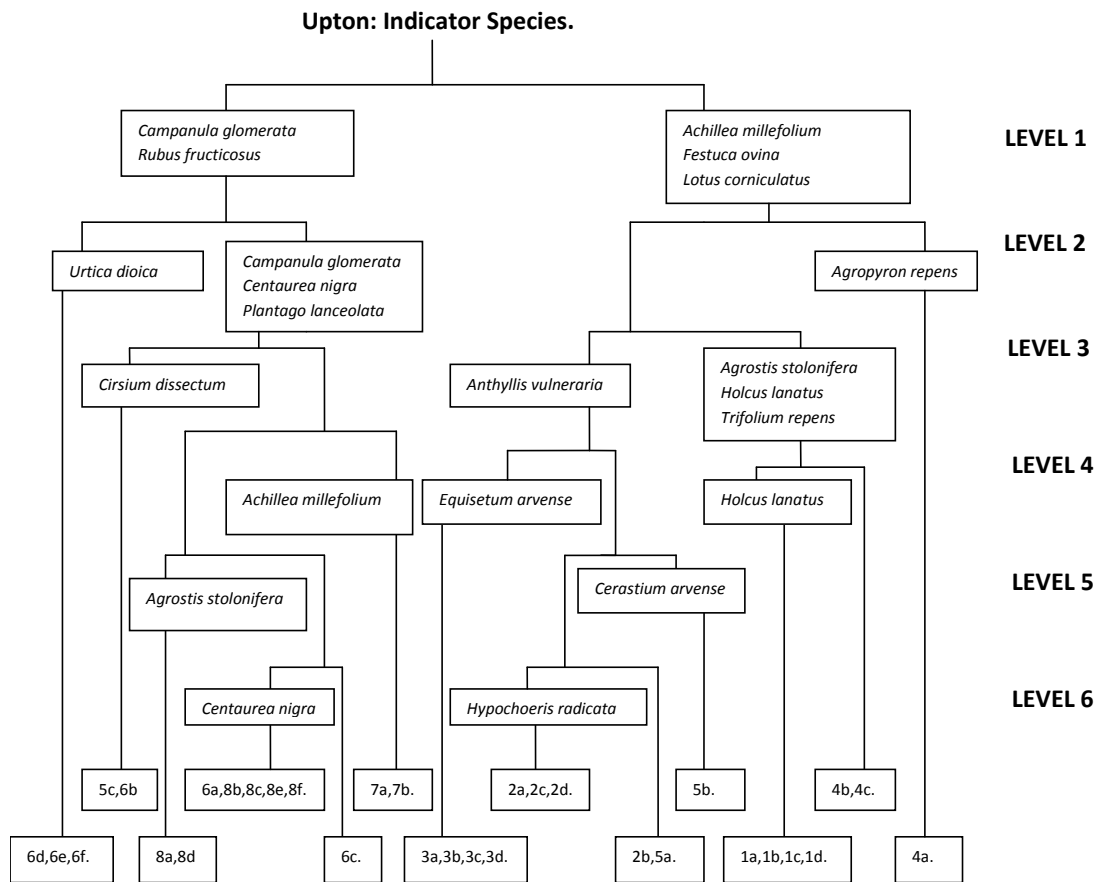 Upton: Indicator Species.
Campanula glomerata
Rubus fructicosus
Achillea millefolium
Festuca ovina
Lotus corniculatus
LEVEL 1
Urtica dioica
Campanula glomerata
Centaurea nigra
Plantago lanceolata
Agropyron repens
LEVEL 2
Cirsium dissectum
Anthyllis vulneraria
Agrostis stolonifera
Holcus lanatus
Trifolium repens
LEVEL 3
Achillea millefolium
Equisetum arvense
Holcus lanatus
LEVEL 4
Agrostis stolonifera
Cerastium arvense
LEVEL 5
Centaurea nigra
Hypochoeris radicata
LEVEL 6
5c,6b
6a,8b,8c,8e,8f.
7a,7b.
2a,2c,2d.
5b.
4b,4c.
6d,6e,6f.
8a,8d
6c.
3a,3b,3c,3d.
2b,5a.
1a,1b,1c,1d.
4a.